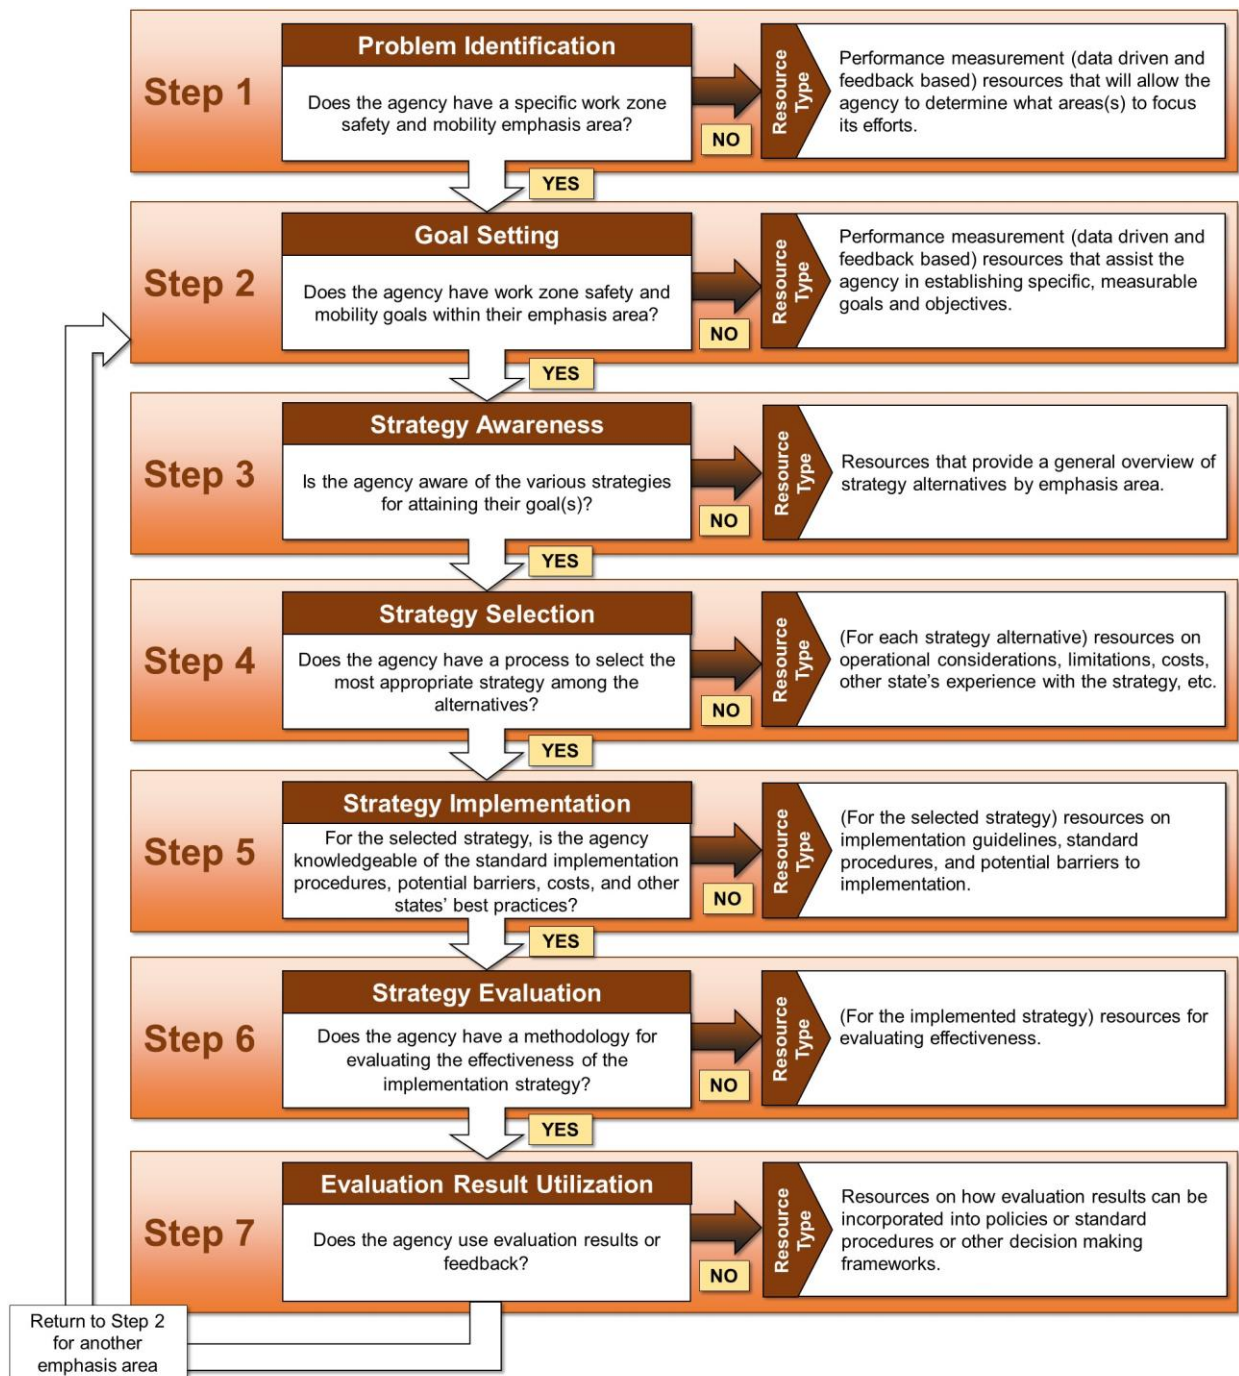 Step 1
Problem Identification
Does the agency have a specific work zone
safety and mobility emphasis area?
NO
Resource
Type
Performance measurement (data driven and
feedback based) resources that will allow the
agency to determine what areas(s) to focus
its efforts.
YES
Step 2
Goal Setting
Does the agency have work zone safety and
mobility goals within their emphasis area?
NO
Resource
Type
Performance measurement (data driven and
feedback based) resources that assist the
agency in establishing specific, measurable
goals and objectives.
YES
Step 3
Strategy Awareness
Is the agency aware of the various strategies
for attaining their goal(s)?
NO
Resource
Type
Resources that provide a general overview of
strategy alternatives by emphasis area.
YES
Step 4
Strategy Selection
Does the agency have a process to select the
most appropriate strategy among the
alternatives?
NO
Resource
Type
(For each strategy alternative) resources on
operational considerations, limitations, costs,
other state's experience with the strategy, etc.
YES
Step 5
Strategy Implementation
For the selected strategy, is the agency
knowledgeable of the standard implementation
procedures, potential barriers, costs, and other
states' best practices?
NO
Resource
Type
(For the selected strategy) resources on
implementation guidelines, standard
procedures, and potential barriers to
implementation.
YES
Step 6
Strategy Evaluation
Does the agency have a methodology for
evaluating the effectiveness of the
implementation strategy?
NO
Resource
Type
(For the implemented strategy) resources for
evaluating effectiveness.
YES
Step 7
Evaluation Result Utilization
Does the agency use evaluation results or
feedback?
NO
Resource
Type
Resources on how evaluation results can be
incorporated into policies or standard
procedures or other decision making
frameworks.
Return to Step 2
for another
emphasis area